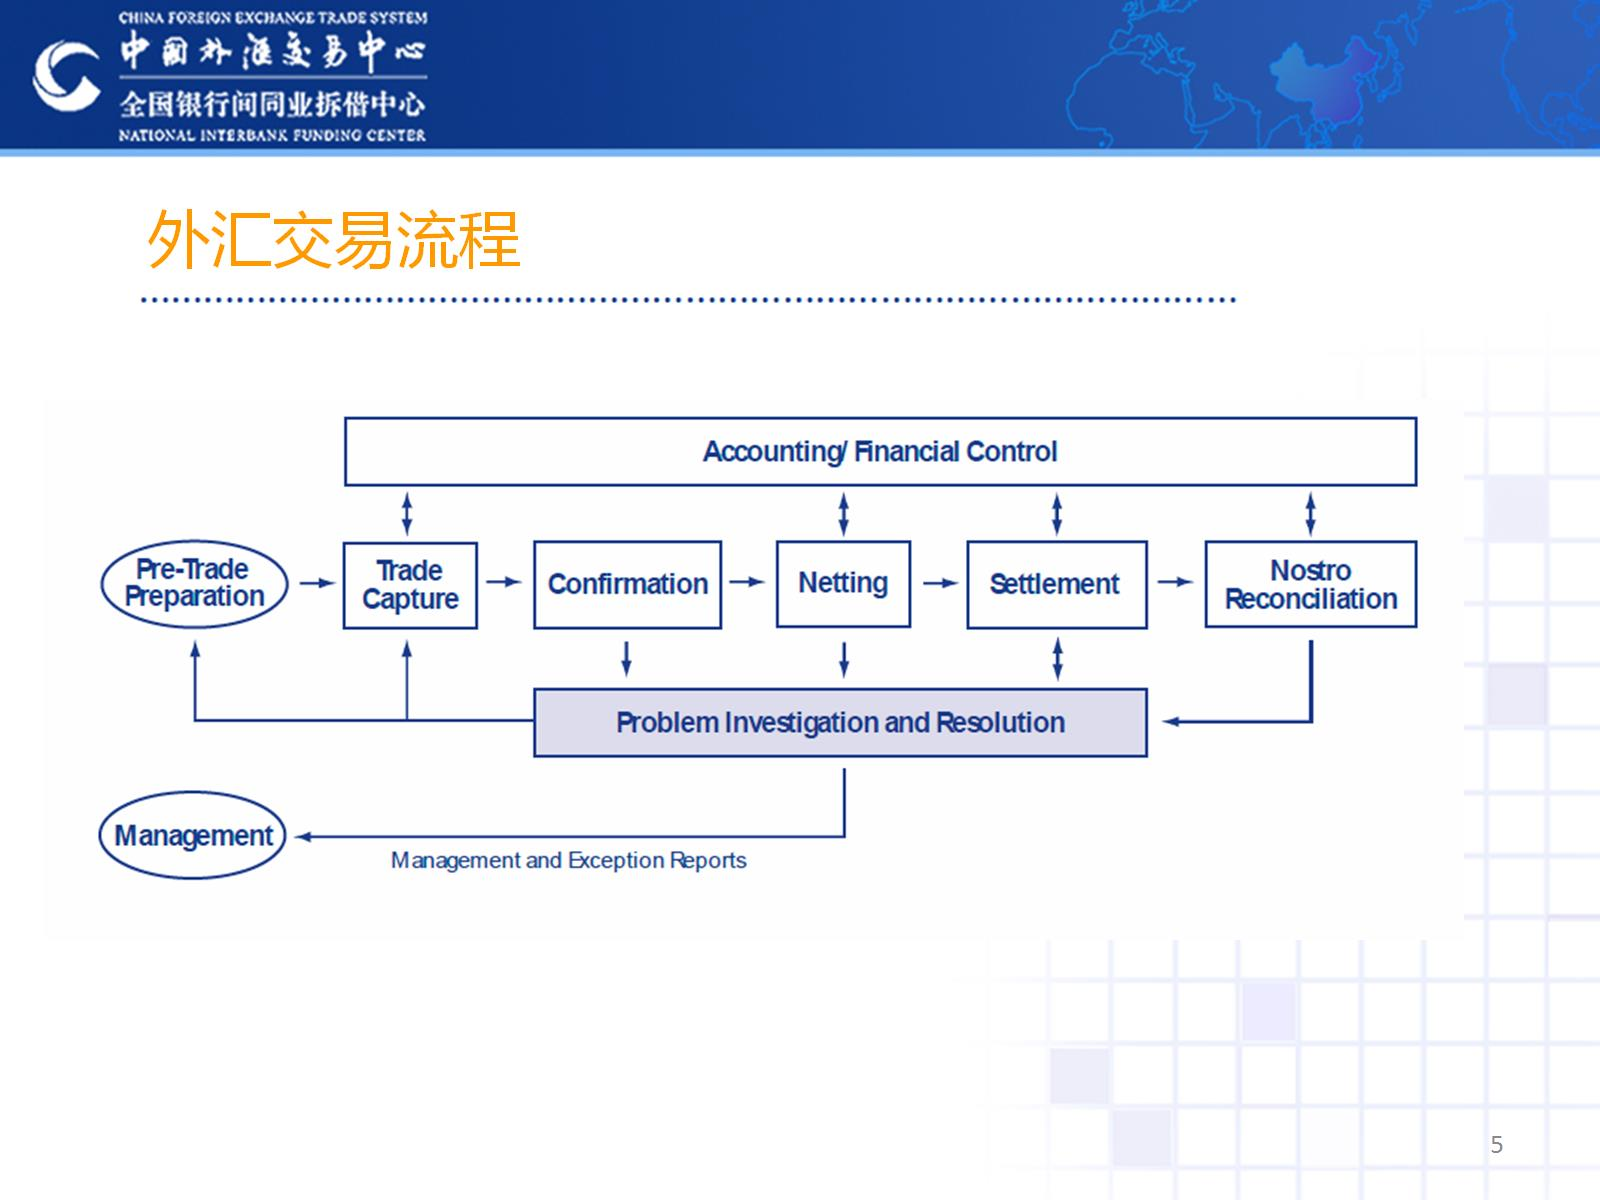 CHINA FOREIGN EXCHANGE TRADE SYSTEM
中国外汇交易中心
全国银行间同业拆借中心
NATIONAL INTERBANK FUNDING CENTER
外汇交易流程
Accounting/ Financial Control
Pre-Trade
Preparation
Trade
Capture
Confirmation
Netting
Settlement
Nostro
Reconciliation
Problem Investigation and Resolution
Management
Management and Exception Reports
5